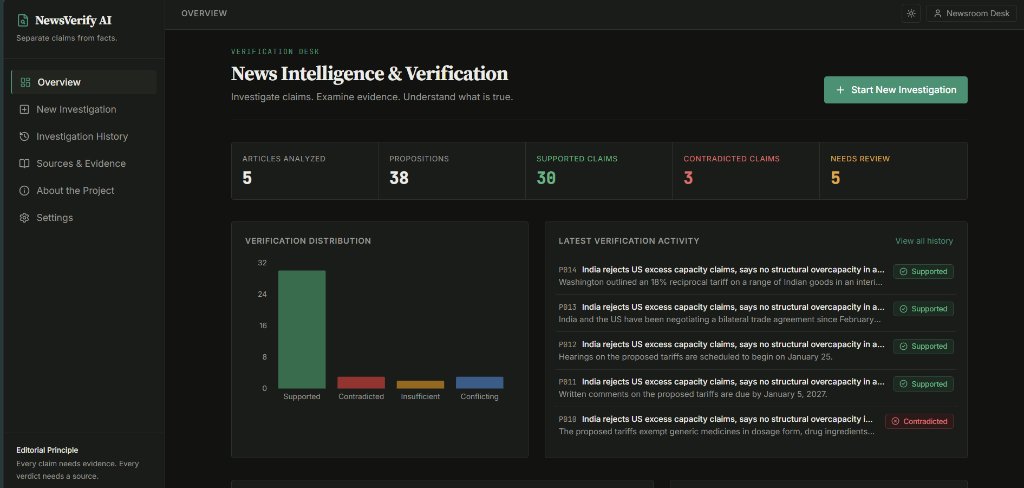 NewsVerify AI
Separate claims from facts.
Overview
New Investigation
Investigation History
Sources & Evidence
About the Project
Settings
Editorial Principle
Every claim needs evidence. Every
verdict needs a source.
OVERVIEW
Newsroom Desk
VERIFICATION DESK
News Intelligence & Verification
Investigate claims. Examine evidence. Understand what is true.
+ Start New Investigation
ARTICLES ANALYZED
5
PROPOSITIONS
38
SUPPORTED CLAIMS
30
CONTRADICTED CLAIMS
3
NEEDS REVIEW
5
VERIFICATION DISTRIBUTION
32
24
16
8
0
Supported
Contradicted
Insufficient
Conflicting
LATEST VERIFICATION ACTIVITY
View all history
P014 India rejects US excess capacity claims, says no structural overcapacity in a...
Washington outlined an 18% reciprocal tariff on a range of Indian goods in an interi...
Supported
P013 India rejects US excess capacity claims, says no structural overcapacity in a...
India and the US have been negotiating a bilateral trade agreement since February...
Supported
P012 India rejects US excess capacity claims, says no structural overcapacity in a...
Hearings on the proposed tariffs are scheduled to begin on January 25.
Supported
P011 India rejects US excess capacity claims, says no structural overcapacity in a...
Written comments on the proposed tariffs are due by January 5, 2027.
Supported
P010 India rejects US excess capacity claims, says no structural overcapacity i...
The proposed tariffs exempt generic medicines in dosage form, drug ingredients...
Contradicted